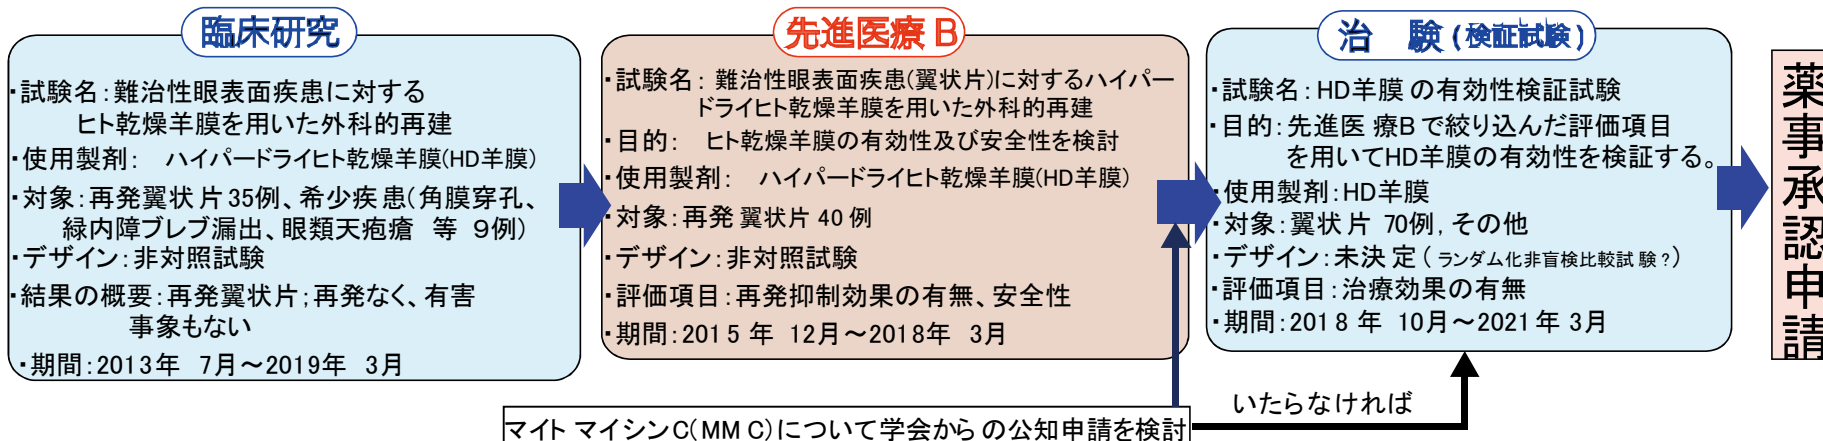 臨床研究
・試験名：難治性眼表面疾患に対する
ヒト乾燥羊膜を用いた外科的再建
・使用製剤： ハイパードライヒト乾燥羊膜(HD羊膜)
・対象：再発翼状片35例、希少疾患(角膜穿孔、
緑内障ブレブ漏出、眼類天疱瘡 等 9例)
・デザイン：非対照試験
・結果の概要：再発翼状片；再発なく、有害
事象もない
・期間：2013年 7月～2019年 3月
先進医療B
・試験名：難治性眼表面疾患(翼状片)に対するハイパー
ドライヒト乾燥羊膜を用いた外科的再建
・目的： ヒト乾燥羊膜の有効性及び安全性を検討
・使用製剤： ハイパードライヒト乾燥羊膜(HD羊膜)
・対象：再発翼状片40例
・デザイン：非対照試験
・評価項目：再発抑制効果の有無、安全性
・期間：2015年 12月～2018年 3月
治 験(検証試験)
・試験名：HD羊膜の有効性検証試験
・目的：先進医療Bで絞り込んだ評価項目
を用いてHD羊膜の有効性を検証する。
・使用製剤：HD羊膜
・対象：翼状片 70例, その他
・デザイン：未決定(ランダム化非盲検比較試験?)
・評価項目：治療効果の有無
・期間：2018年 10月～2021年 3月
薬事承認申請
マイトマイシンC(MMC)について学会からの公知申請を検討
いたらなければ